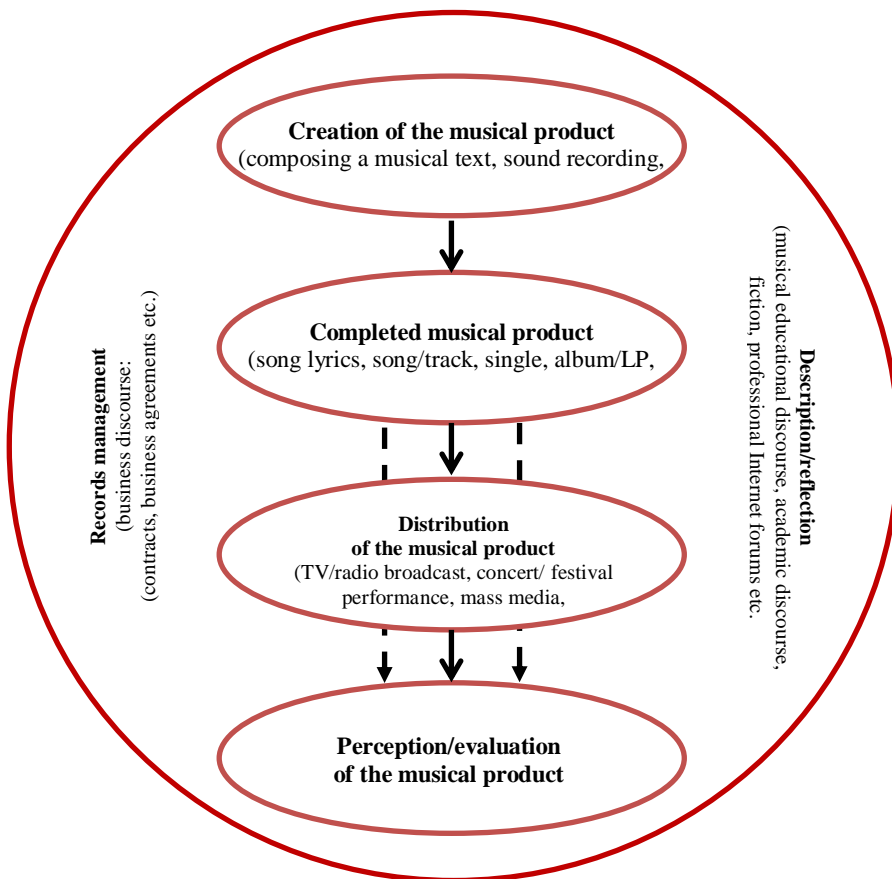 Creation of the musical product
(composing a musical text, sound recording,
Completed musical product
(song lyrics, song/track, single, album/LP,
Distribution
of the musical product
(TV/radio broadcast, concert/ festival
performance, mass media,
Perception/evaluation
of the musical product
Records management
(business discourse:
(contracts, business agreements etc.)
Description/reflection
(musical educational discourse, academic discourse,
fiction, professional Internet forums etc.